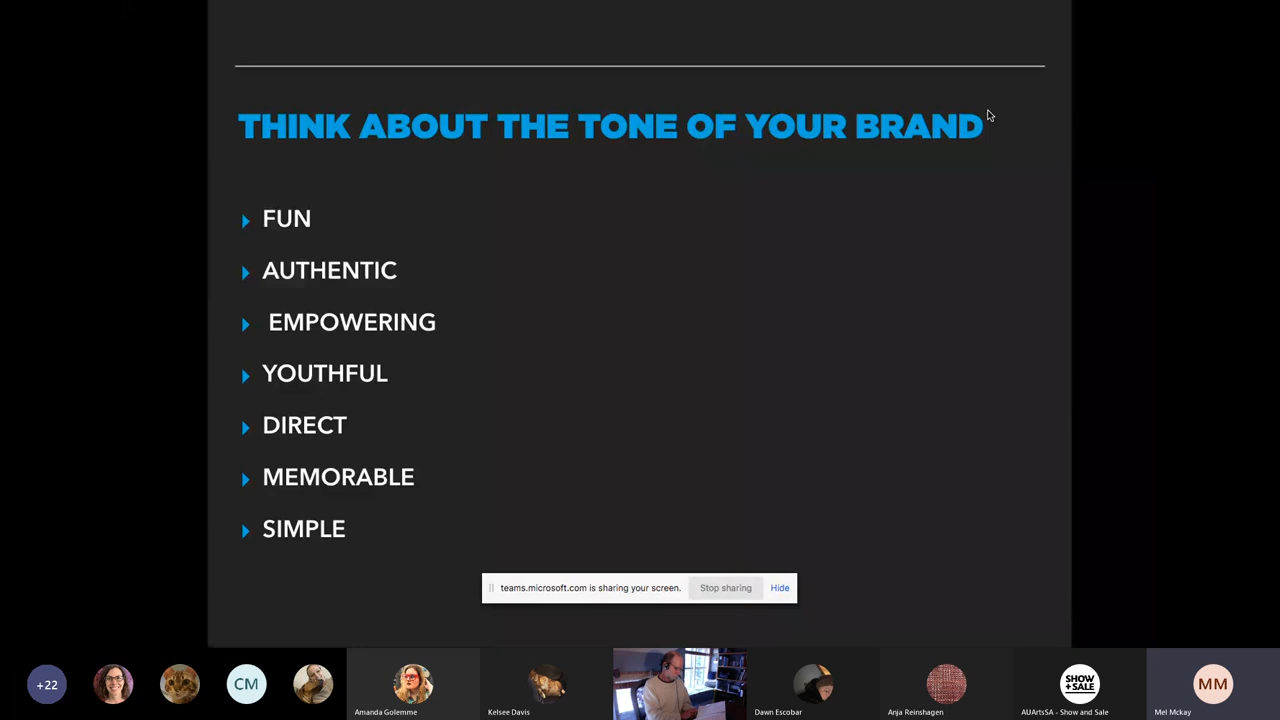 THINK ABOUT THE TONE OF YOUR BRAND
FUN
AUTHENTIC
EMPOWERING
YOUTHFUL
DIRECT
MEMORABLE
SIMPLE
teams.microsoft.com is sharing your screen. Stop sharing Hide
+22
CM
SHOW
+SALE
MM
Amanda Golemme
Kelsee Davis
Dawn Escobar
Anja Reinshagen
AUArtsSA - Show and Sale
Mel Mckay